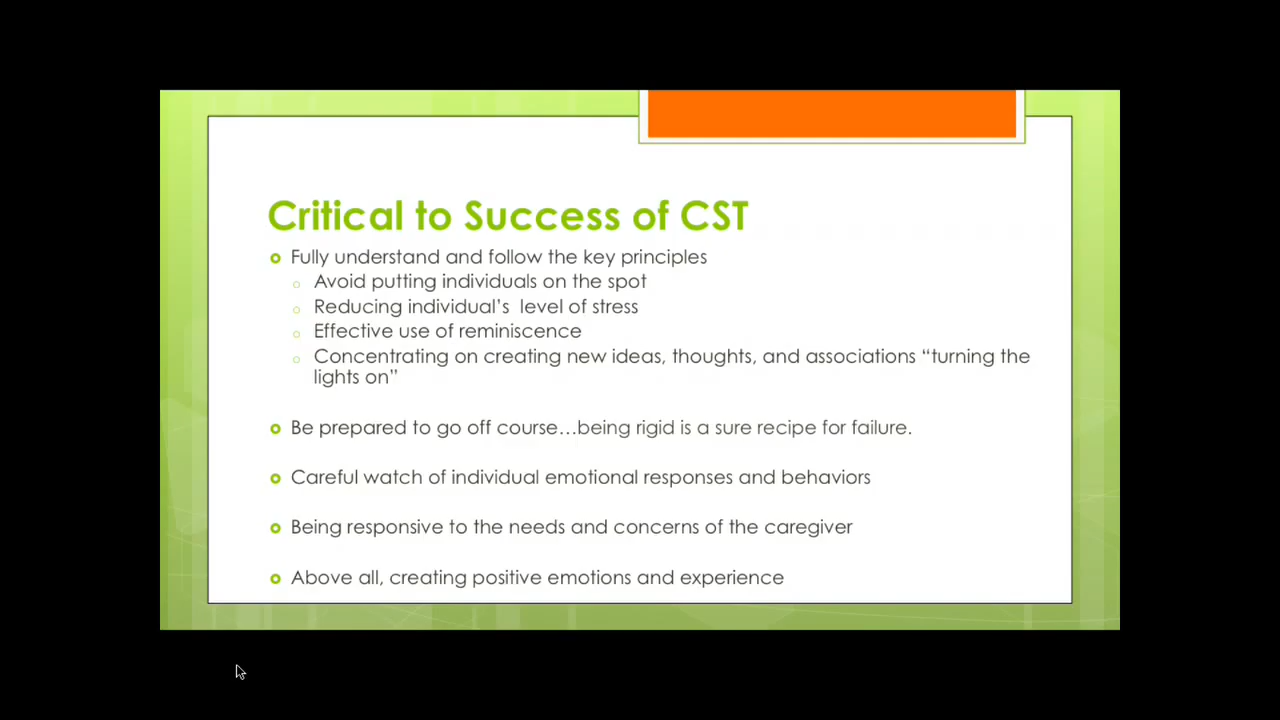 Critical to Success of CST
Fully understand and follow the key principles
Avoid putting individuals on the spot
Reducing individual’s  level of stress
Effective use of reminiscence
Concentrating on creating new ideas, thoughts, and associations “turning the
lights on”
Be prepared to go off course…being rigid is a sure recipe for failure.
Careful watch of individual emotional responses and behaviors
Being responsive to the needs and concerns of the caregiver
Above all, creating positive emotions and experience